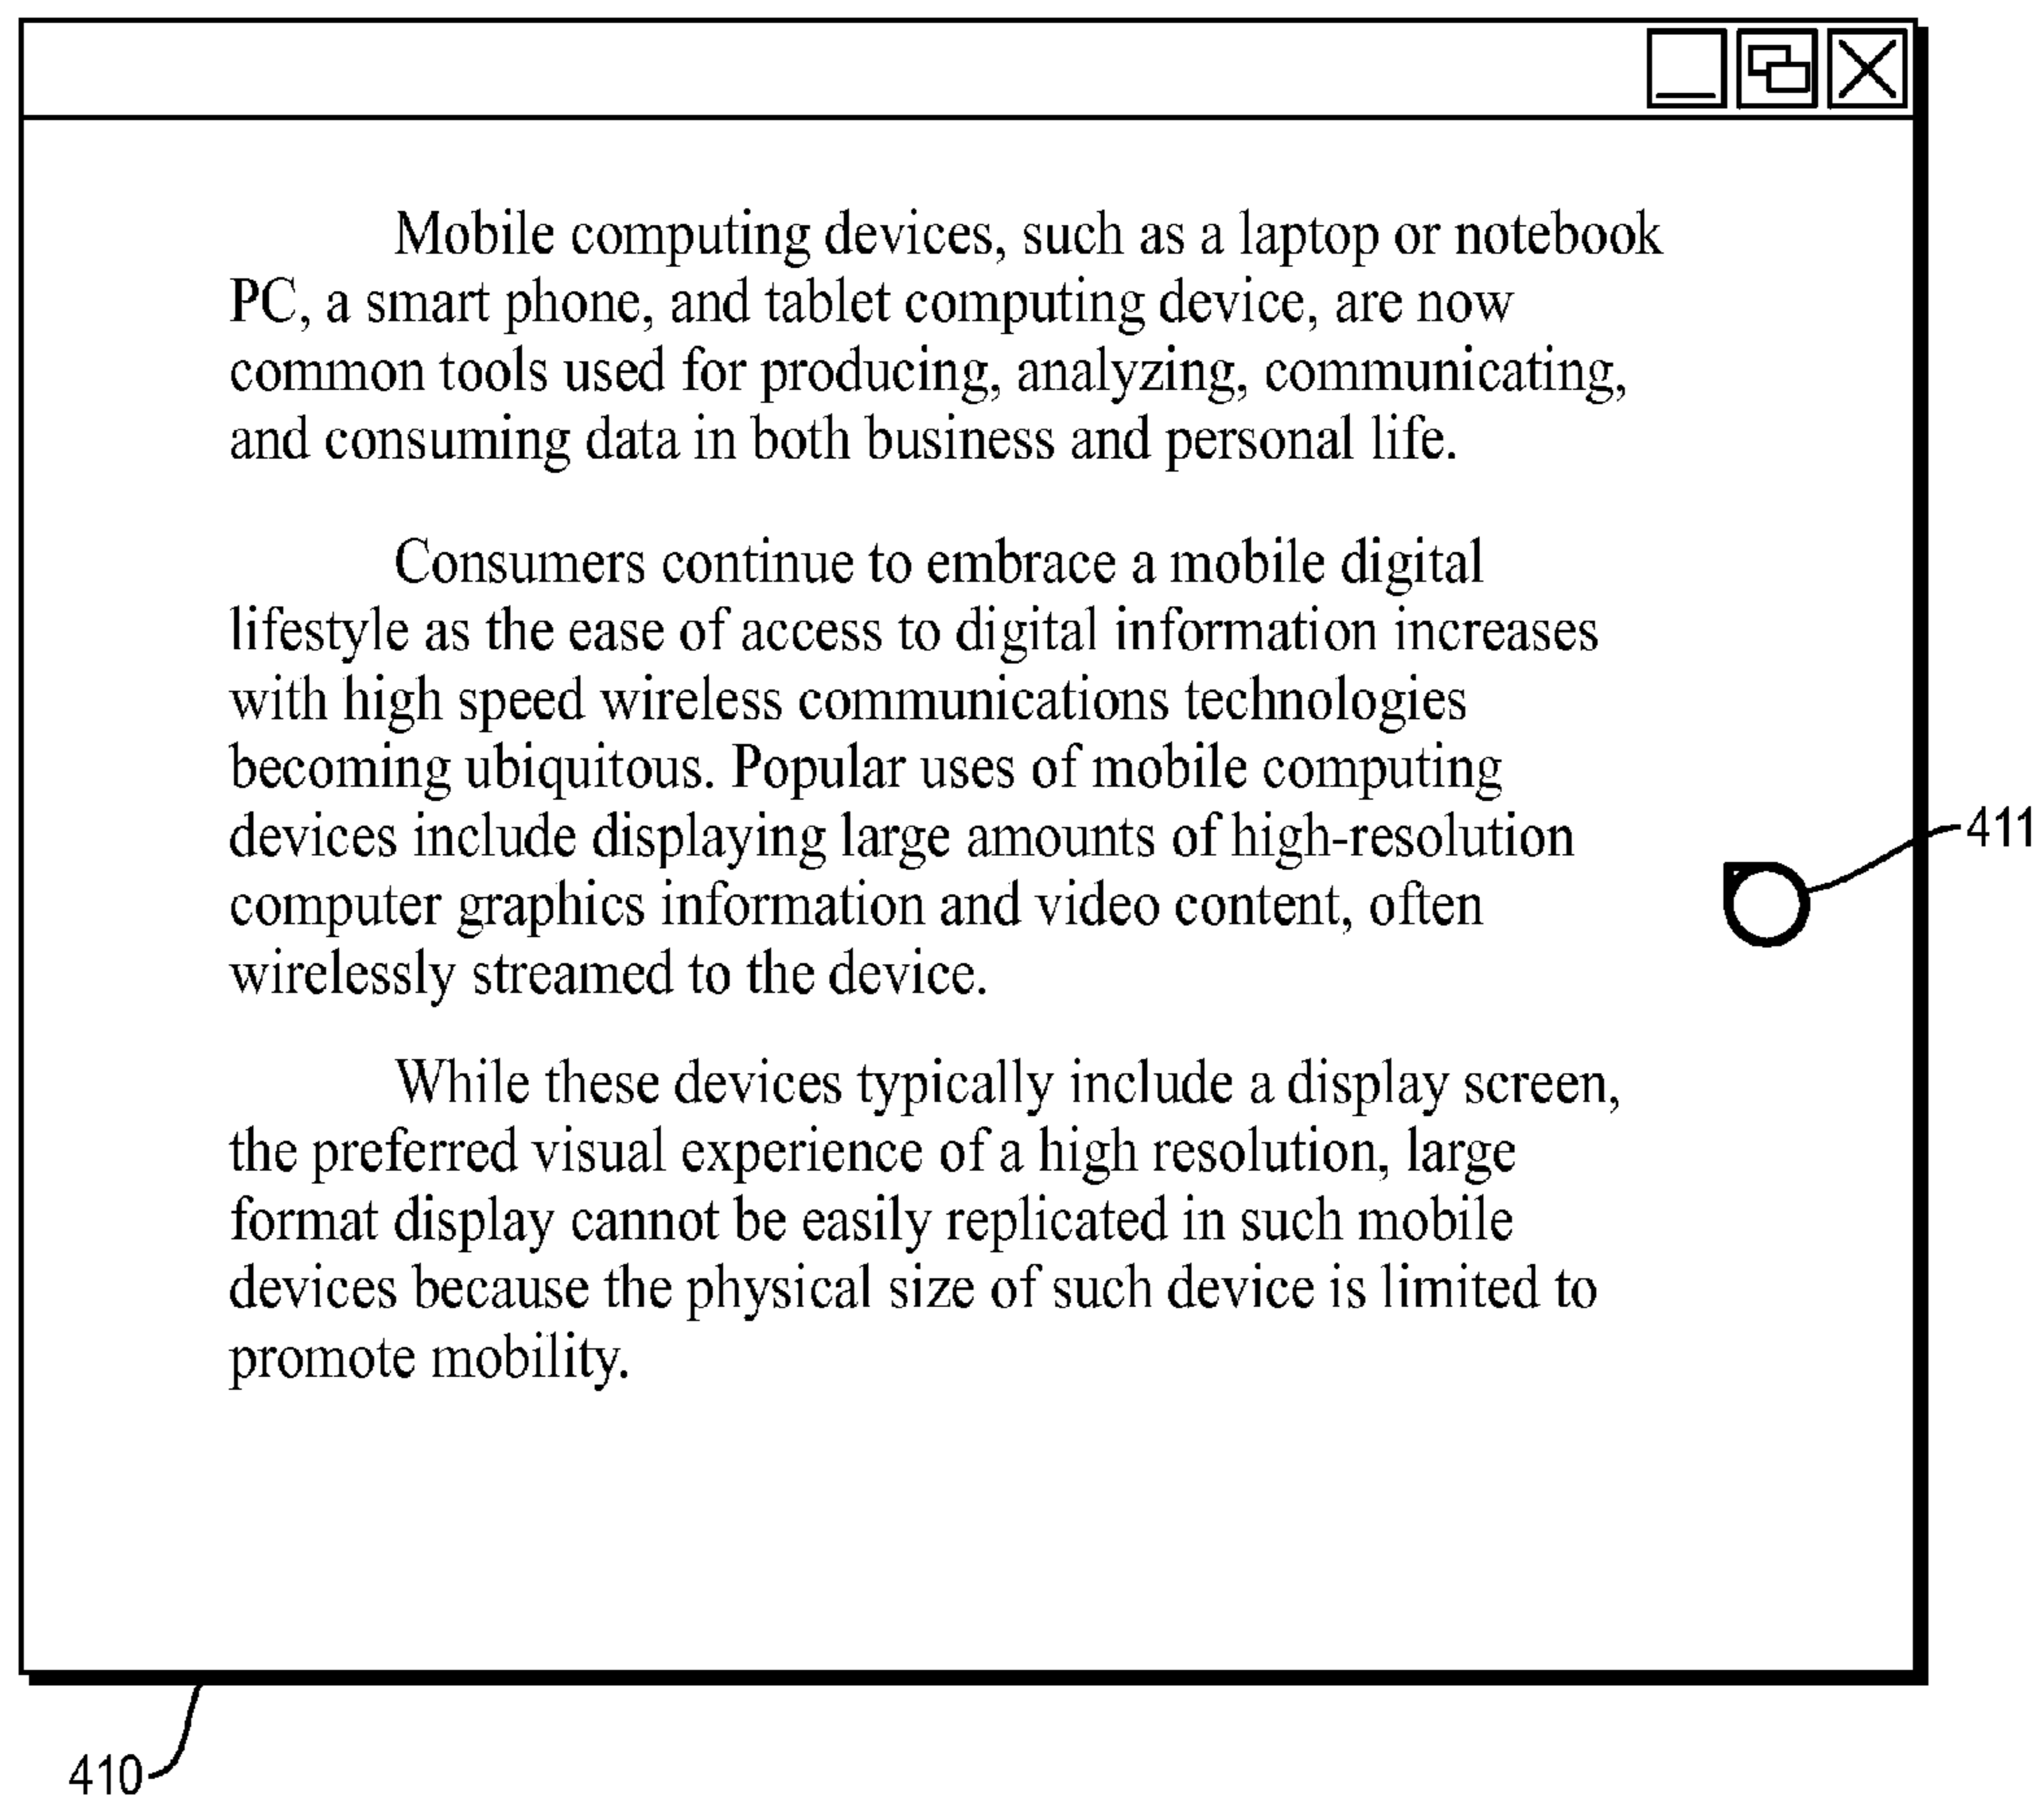 Mobile computing devices, such as a laptop or notebook
PC, a smart phone, and tablet computing device, are now
common tools used for producing, analyzing, communicating,
and consuming data in both business and personal life.
Consumers continue to embrace a mobile digital
lifestyle as the ease of access to digital information increases
with high speed wireless communications technologies
becoming ubiquitous. Popular uses of mobile computing
devices include displaying large amounts of high-resolution
computer graphics information and video content, often
wirelessly streamed to the device.
411
While these devices typically include a display screen,
the preferred visual experience of a high resolution, large
format display cannot be easily replicated in such mobile
devices because the physical size of such device is limited to
promote mobility.
410